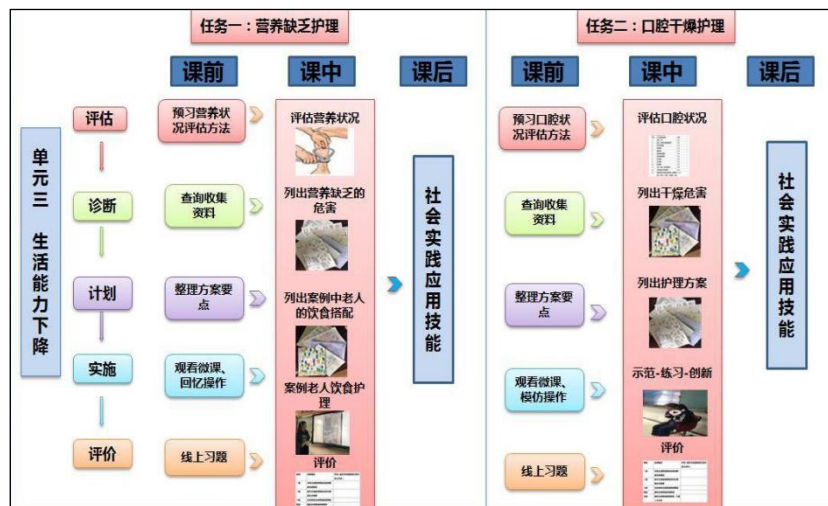 任务一：营养缺乏护理
任务二：口腔干燥护理
课前
课中
课后
课前
课中
课后
单元三 生活能力下降
评估
诊断
计划
实施
评价
预习营养状
况评估方法
查询收集
资料
整理方案要
点
观看微课、
回忆操作
线上习题
评估营养状况
列出营养缺乏的
危害
列出案例中老人
的饮食搭配
案例老人饮食护
理
评价
社会实践应用技能
预习口腔状
况评估方法
查询收集
资料
整理方案要
点
观看微课、
模仿操作
线上习题
评估口腔状况
列出干燥危害
列出护理方案
示范-练习-创新
评价
社会实践应用技能